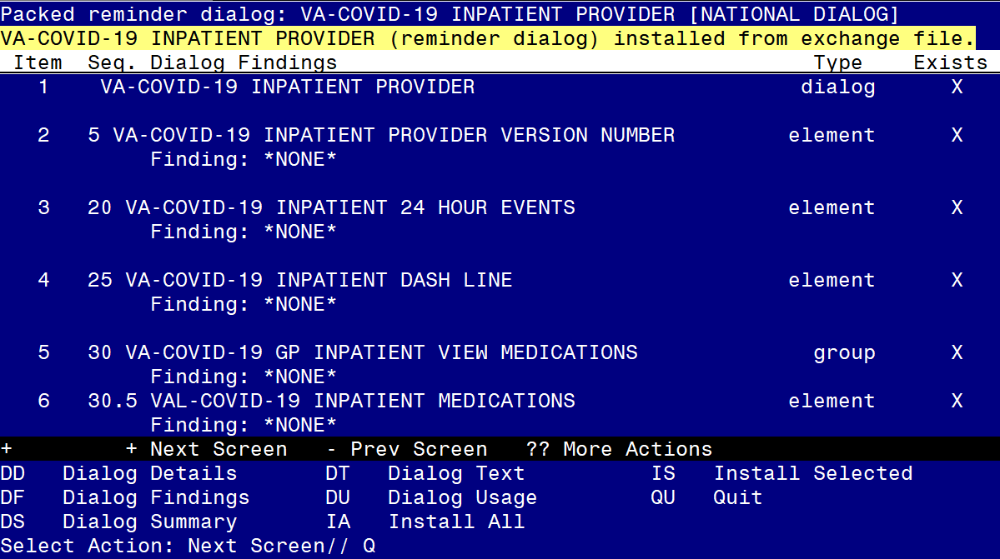 Packed reminder dialog: VA-COVID-19 INPATIENT PROVIDER [NATIONAL DIALOG]
VA-COVID-19 INPATIENT PROVIDER (reminder dialog) installed from exchange file.
Item Seq. Dialog Findings Type Exists
1 VA-COVID-19 INPATIENT PROVIDER dialog X
2 5 VA-COVID-19 INPATIENT PROVIDER VERSION NUMBER element X
Finding: *NONE*
3 20 VA-COVID-19 INPATIENT 24 HOUR EVENTS element X
Finding: *NONE*
4 25 VA-COVID-19 INPATIENT DASH LINE element X
Finding: *NONE*
5 30 VA-COVID-19 GP INPATIENT VIEW MEDICATIONS group X
Finding: *NONE*
6 30.5 VAL-COVID-19 INPATIENT MEDICATIONS element X
Finding: *NONE*
+ + Next Screen - Prev Screen ?? More Actions
DD Dialog Details DT Dialog Text IS Install Selected
DF Dialog Findings DU Dialog Usage QU Quit
DS Dialog Summary IA Install All
Select Action: Next Screen// Q